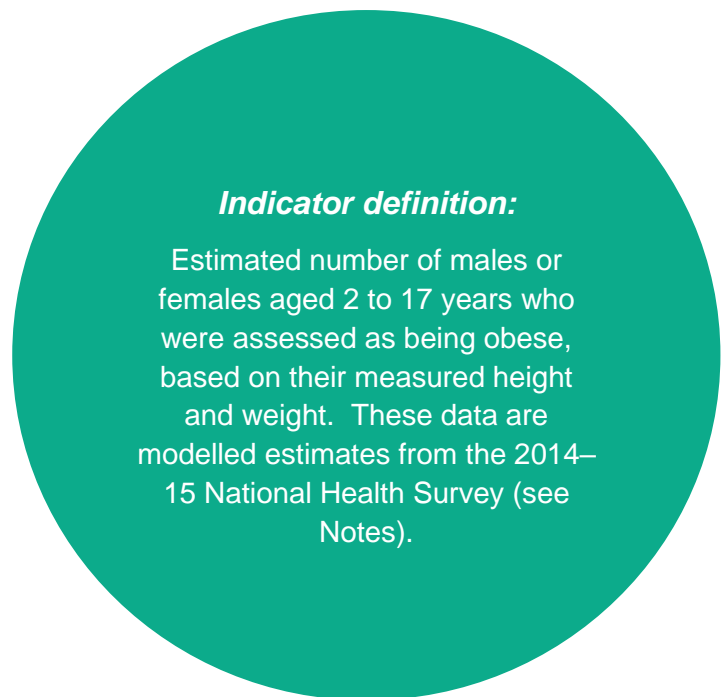 Indicator definition:
Estimated number of males or
females aged 2 to 17 years who
were assessed as being obese,
based on their measured height
and weight.  These data are
modelled estimates from the 2014–
15 National Health Survey (see
Notes).